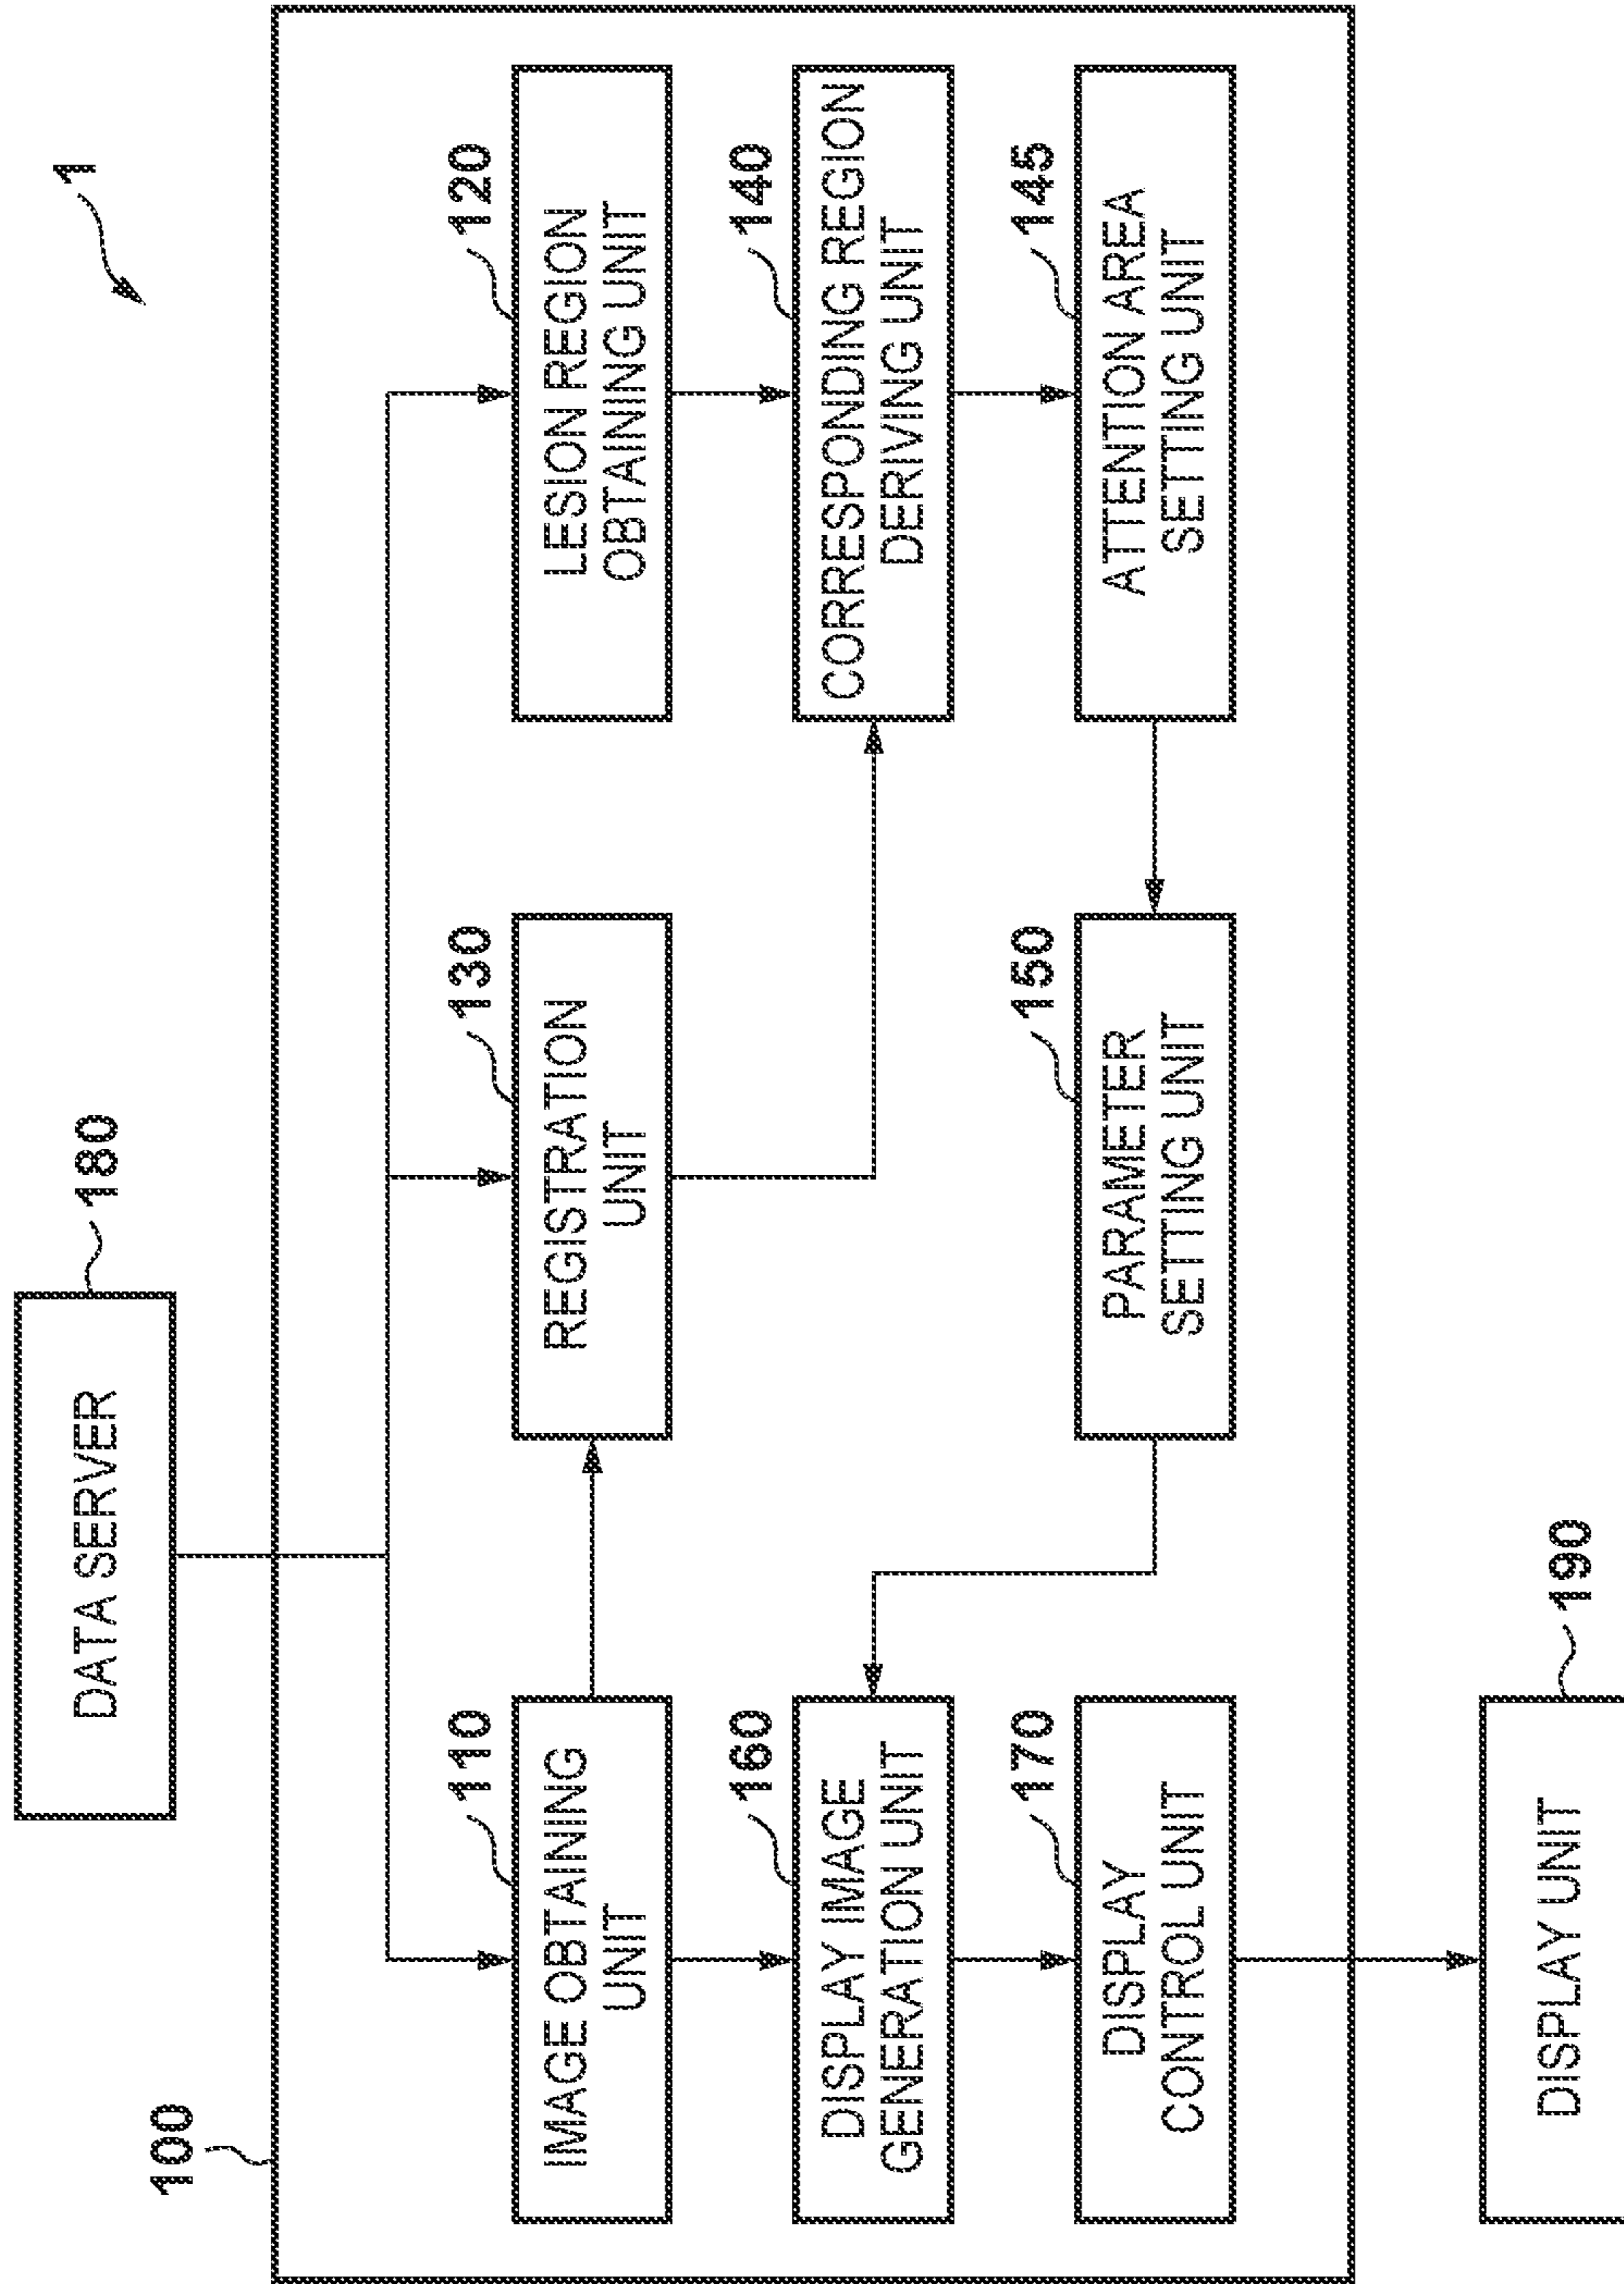 1
DATA SERVER
180
100
110
IMAGE OBTAINING
UNIT
130
REGISTRATION
UNIT
120
LESION REGION
OBTAINING UNIT
160
DISPLAY IMAGE
GENERATION UNIT
140
CORRESPONDING REGION
DERIVING UNIT
170
DISPLAY
CONTROL UNIT
150
PARAMETER
SETTING UNIT
145
ATTENTION AREA
SETTING UNIT
190
DISPLAY UNIT